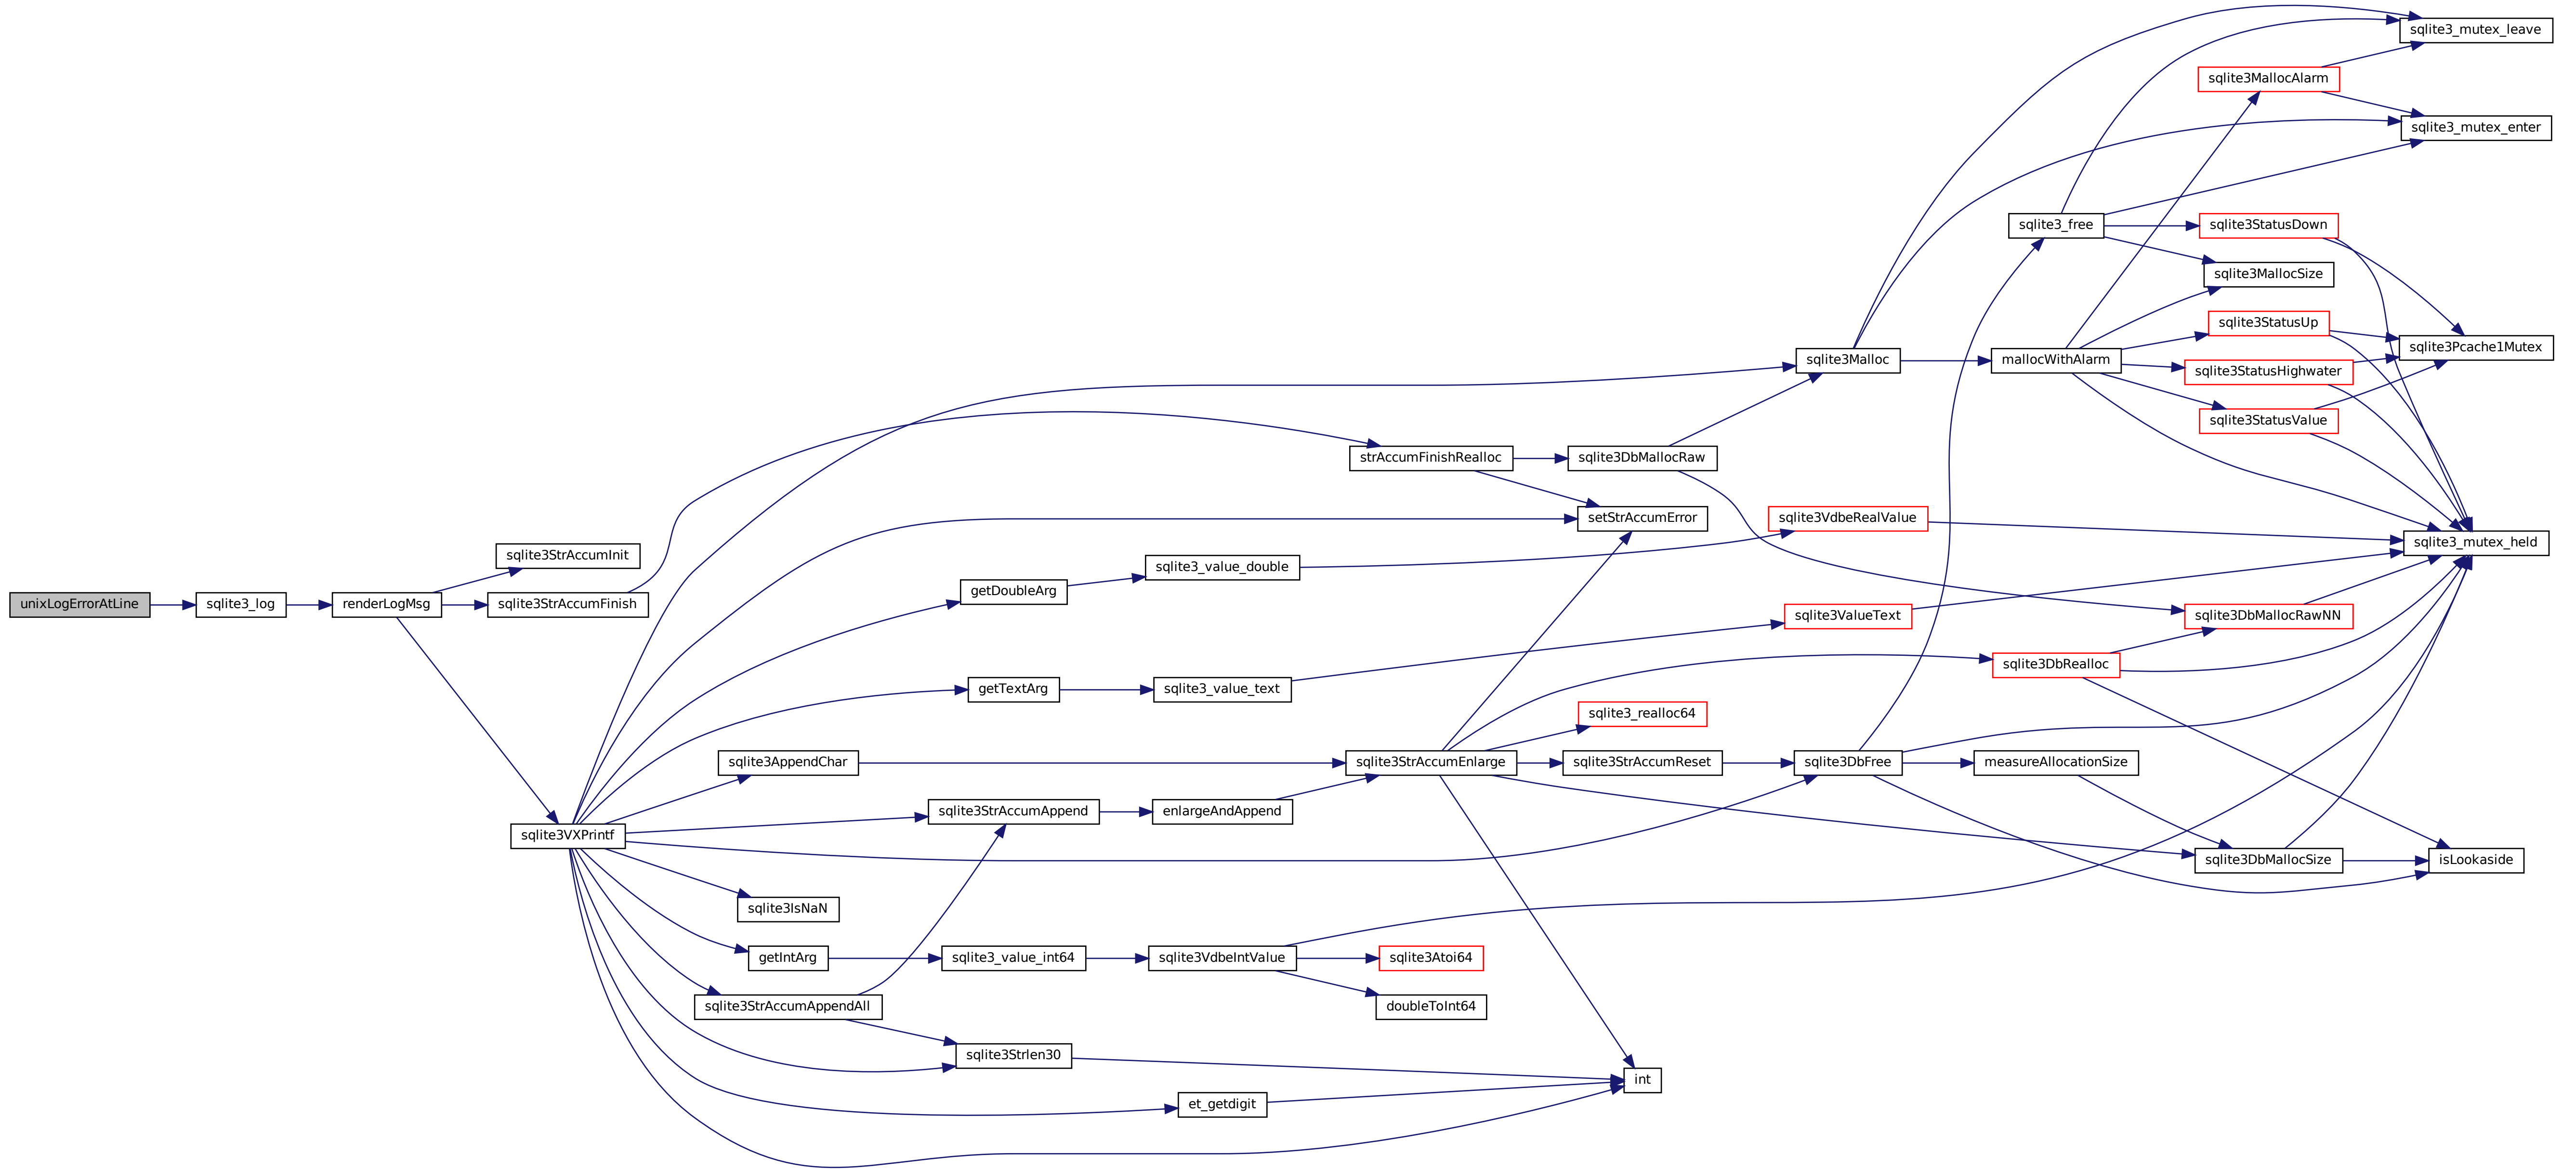 unixLogErrorAtLine
sqlite3_log
renderLogMsg
sqlite3StrAccumInit
sqlite3StrAccumFinish
sqlite3VXPrintf
sqlite3AppendChar
sqlite3IsNaN
getIntArg
sqlite3StrAccumAppendAll
getDoubleArg
getTextArg
sqlite3StrAccumAppend
sqlite3_value_int64
sqlite3Strlen30
sqlite3_value_double
sqlite3_value_text
enlargeAndAppend
sqlite3VdbeIntValue
et_getdigit
strAccumFinishRealloc
sqlite3StrAccumEnlarge
sqlite3Atoi64
doubleToInt64
sqlite3DbMallocRaw
setStrAccumError
sqlite3_realloc64
sqlite3StrAccumReset
int
sqlite3Malloc
sqlite3VdbeRealValue
sqlite3ValueText
sqlite3DbFree
sqlite3_free
mallocWithAlarm
sqlite3DbRealloc
measureAllocationSize
sqlite3MallocAlarm
sqlite3StatusDown
sqlite3MallocSize
sqlite3StatusUp
sqlite3StatusHighwater
sqlite3StatusValue
sqlite3DbMallocRawNN
sqlite3DbMallocSize
sqlite3_mutex_leave
sqlite3_mutex_enter
sqlite3Pcache1Mutex
sqlite3_mutex_held
isLookaside